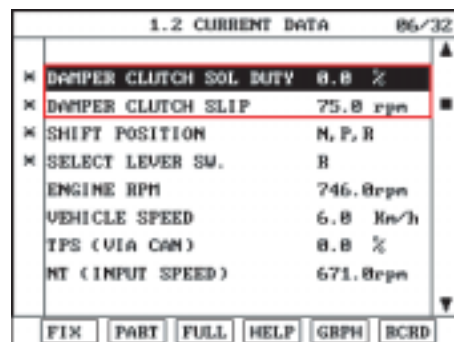 1.2 CURRENT DATA 06/32
× DAMPER CLUTCH SOL DUTY 0.0 %
× DAMPER CLUTCH SLIP 75.0 rpm
× SHIFT POSITION N,P,R
× SELECT LEVER SW. R
ENGINE RPM 746.0rpm
VEHICLE SPEED 6.0 Km/h
TPS (VIA CAN) 0.0 %
NT (INPUT SPEED) 671.0rpm
FIX PART FULL HELP GRPH RCRD